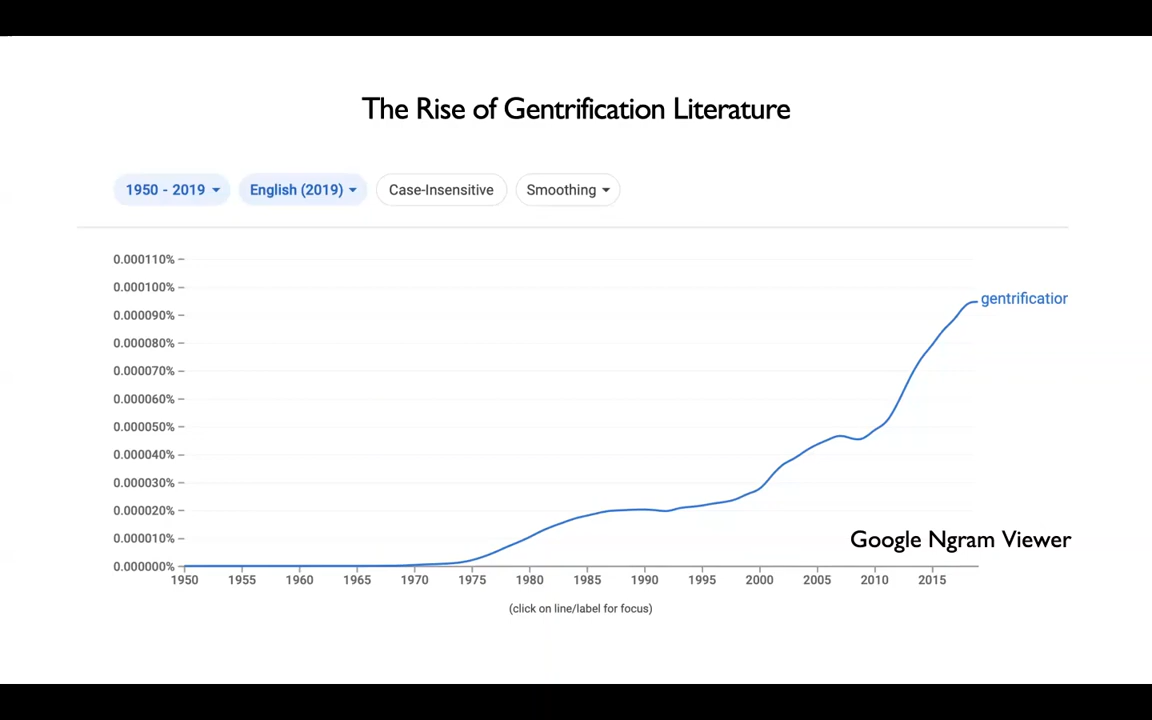 The Rise of Gentrification Literature
1950 - 2019 English (2019) Case-Insensitive Smoothing
0.000110%
0.000100%
gentrification
0.000090%
0.000080%
0.000070%
0.000060%
0.000050%
0.000040%
0.000030%
0.000020%
0.000010%
Google Ngram Viewer
0.000000%
1950 1955 1960 1965 1970 1975 1980 1985 1990 1995 2000 2005 2010 2015
(click on line/label for focus)